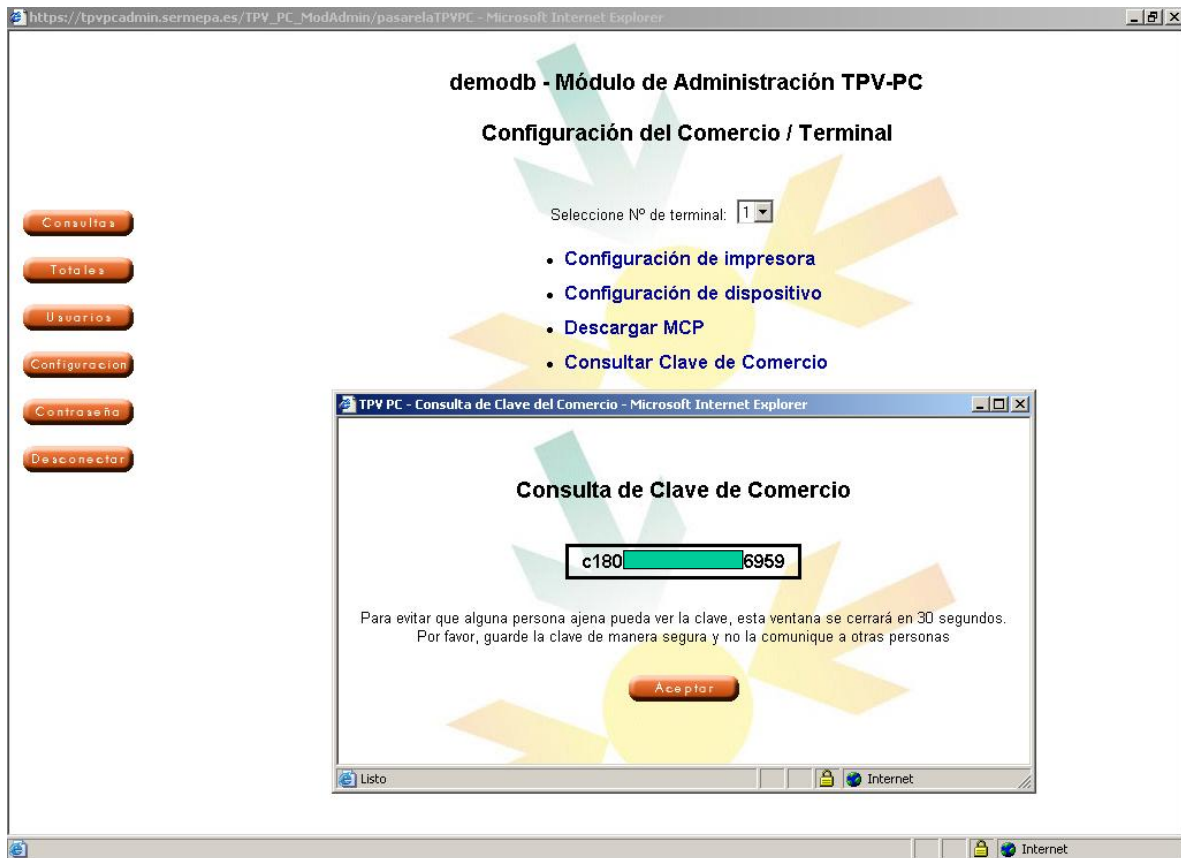 https://tpvpcadmin.sermepa.es/TPV_PC_ModAdmin/pasarelaTPVPC - Microsoft Internet Explorer
demodb - Módulo de Administración TPV-PC
Configuración del Comercio / Terminal
Seleccione Nº de terminal: 1
Consultas
Totales
Usuarios
Configuracion
Contraseña
Desconectar
• Configuración de impresora
• Configuración de dispositivo
• Descargar MCP
• Consultar Clave de Comercio
TPV PC - Consulta de Clave del Comercio - Microsoft Internet Explorer
Consulta de Clave de Comercio
c180 6959
Para evitar que alguna persona ajena pueda ver la clave, esta ventana se cerrará en 30 segundos.
Por favor, guarde la clave de manera segura y no la comunique a otras personas
Aceptar
Listo
Internet
Internet